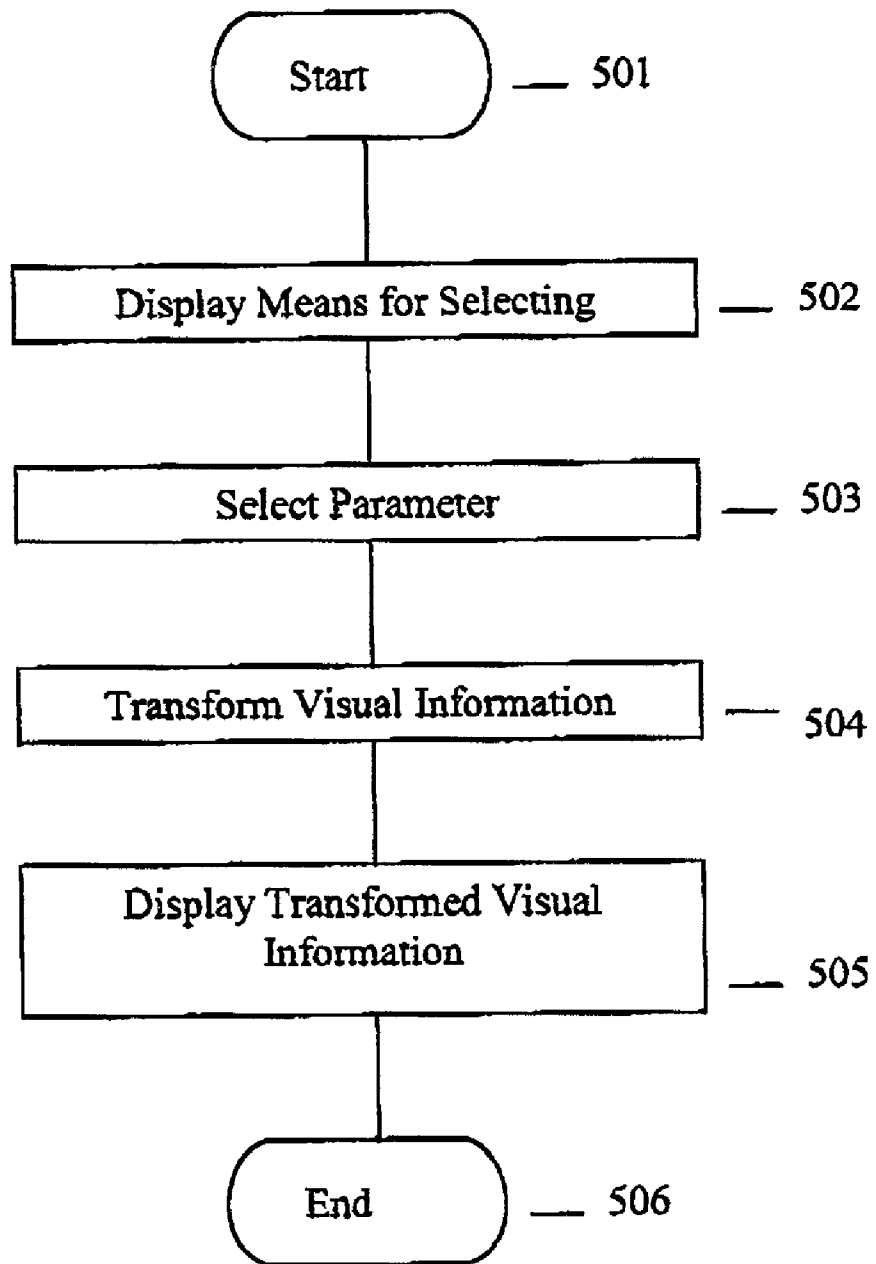 Start 501
Display Means for Selecting 502
Select Parameter 503
Transform Visual Information 504
Display Transformed Visual
Information 505
End 506